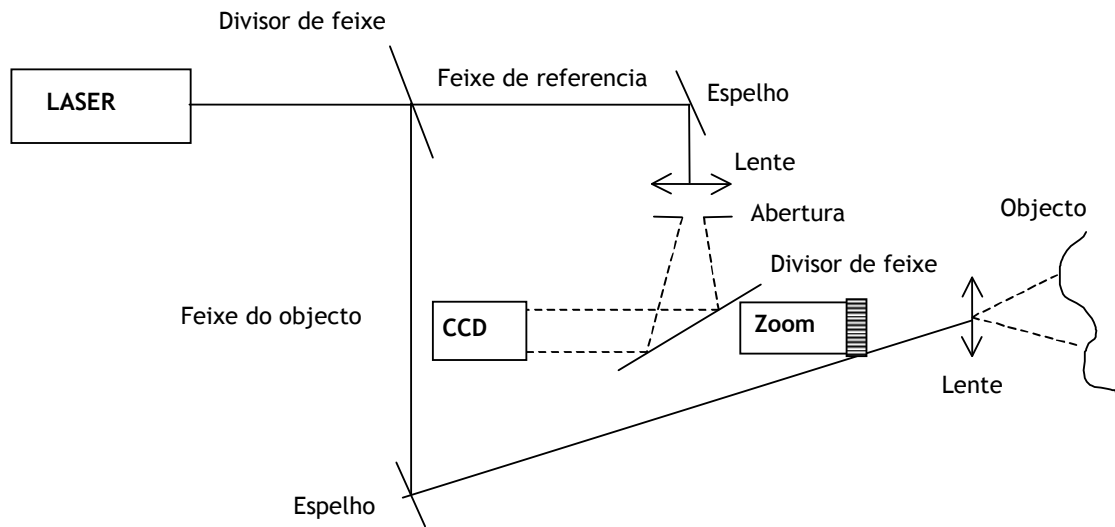 Divisor de feixe
LASER
Feixe de referencia
Espelho
Lente
Abertura
Objecto
Divisor de feixe
Feixe do objecto
CCD
Zoom
Lente
Espelho